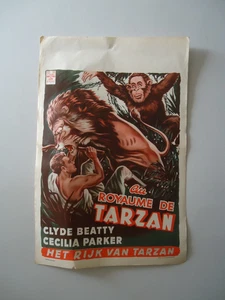 au
ROYAUME DE
TARZAN
CLYDE BEATTY
CECILIA PARKER
HET RIJK VAN TARZAN